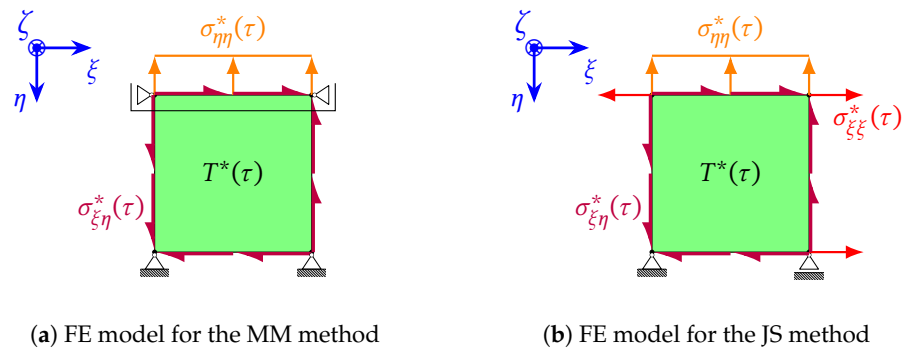 ζ σ*ηη(τ)
ξ
η
T*(τ)
σ*ξη(τ)
(a) FE model for the MM method
ζ σ*ηη(τ)
ξ
η
σ*ξξ(τ)
T*(τ)
σ*ξη(τ)
(b) FE model for the JS method